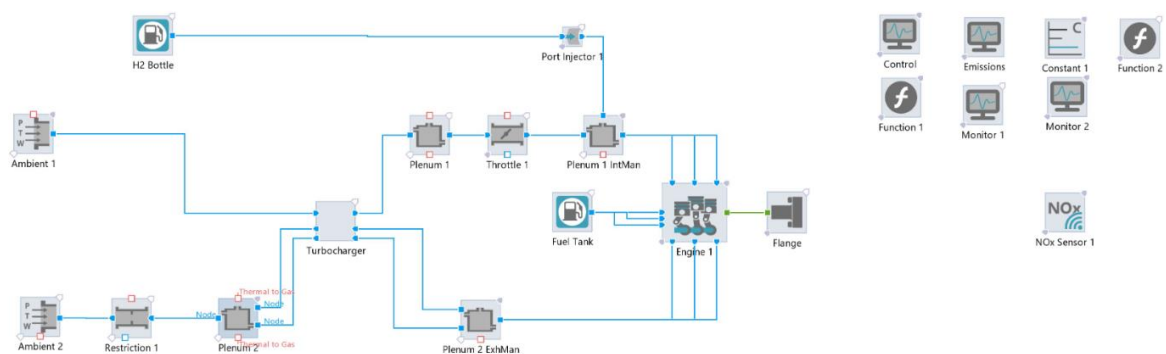 H2 Bottle
Port Injector 1
Control
Emissions
C
Constant 1
Function 2
Function 1
Monitor 1
Monitor 2
P
T
W
Ambient 1
Plenum 1
Throttle 1
Plenum 1 IntMan
Fuel Tank
Engine 1
Flange
NOx
NOx Sensor 1
Turbocharger
Thermal to Gas
Node
Node
Node
Thermal to Gas
P
T
W
Ambient 2
Restriction 1
Plenum 2
Plenum 2 ExhMan